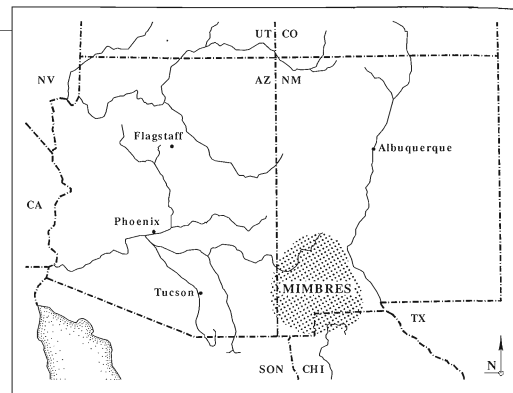 UT CO
NV
AZ NM
Flagstaff
Albuquerque
CA
Phoenix
Tucson
MIMBRES
TX
SON CHI
N